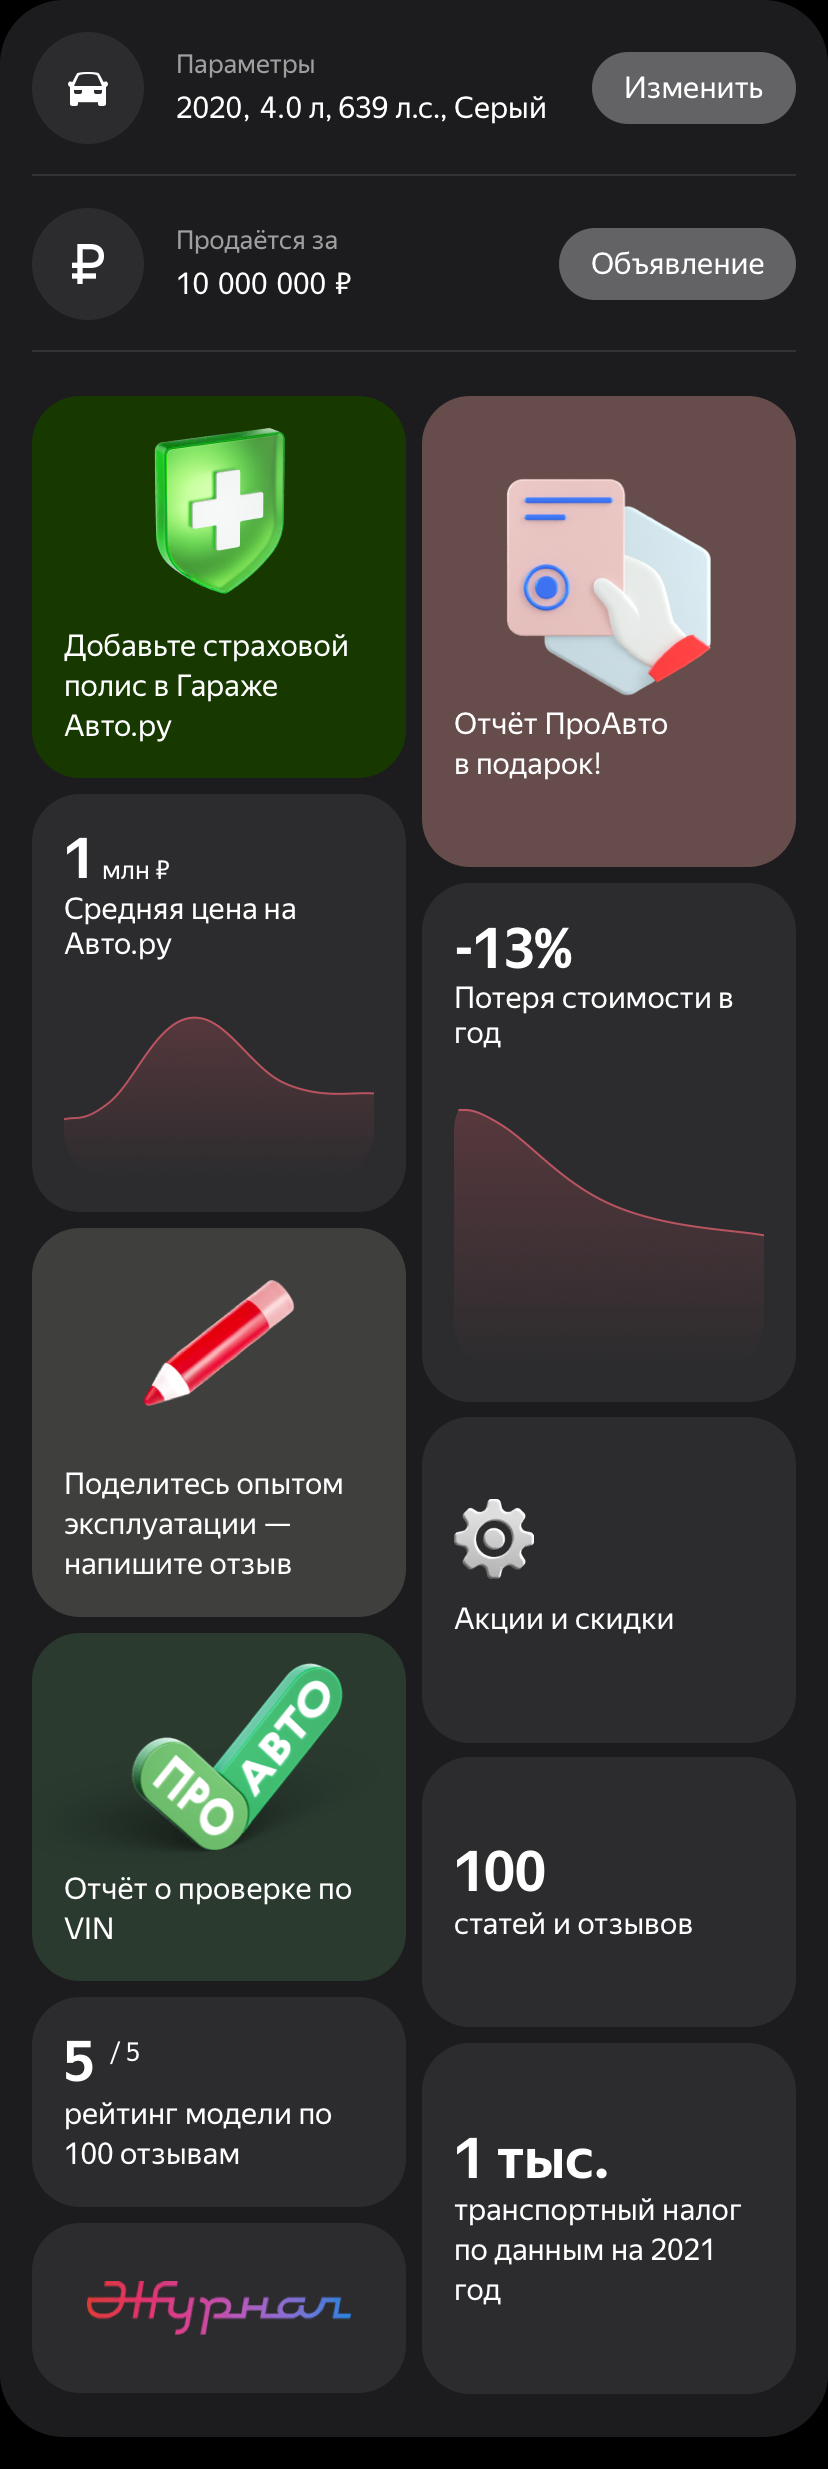 Параметры
2020, 4.0 л, 639 л.с., Серый
Изменить
Продаётся за
10 000 000 ₽
Объявление
Добавьте страховой
полис в Гараже
Авто.ру
Отчёт ПроАвто
в подарок!
1 млн ₽
Средняя цена на
Авто.ру
-13%
Потеря стоимости в
год
Поделитесь опытом
эксплуатации —
напишите отзыв
Акции и скидки
ПРО
АВТО
Отчёт о проверке по
VIN
100
статей и отзывов
5 / 5
рейтинг модели по
100 отзывам
1 тыс.
транспортный налог
по данным на 2021
год
Журнал